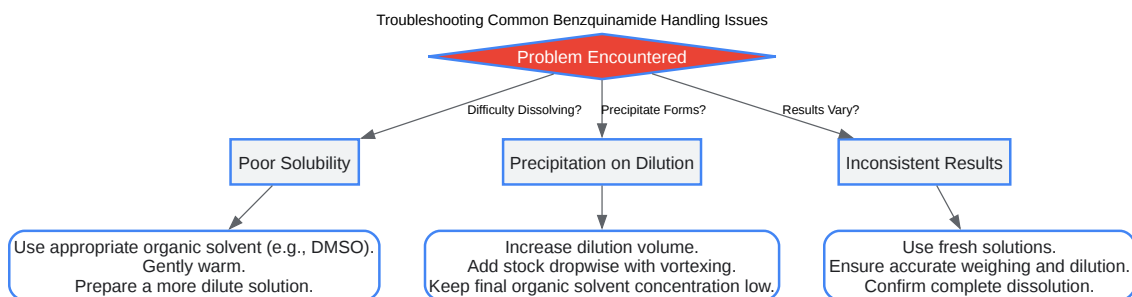 Troubleshooting Common Benzquinamide Handling Issues
Problem Encountered
Difficulty Dissolving?
Precipitate Forms?
Results Vary?
Poor Solubility
Precipitation on Dilution
Inconsistent Results
Use appropriate organic solvent (e.g., DMSO).
Gently warm.
Prepare a more dilute solution.
Increase dilution volume.
Add stock dropwise with vortexing.
Keep final organic solvent concentration low.
Use fresh solutions.
Ensure accurate weighing and dilution.
Confirm complete dissolution.